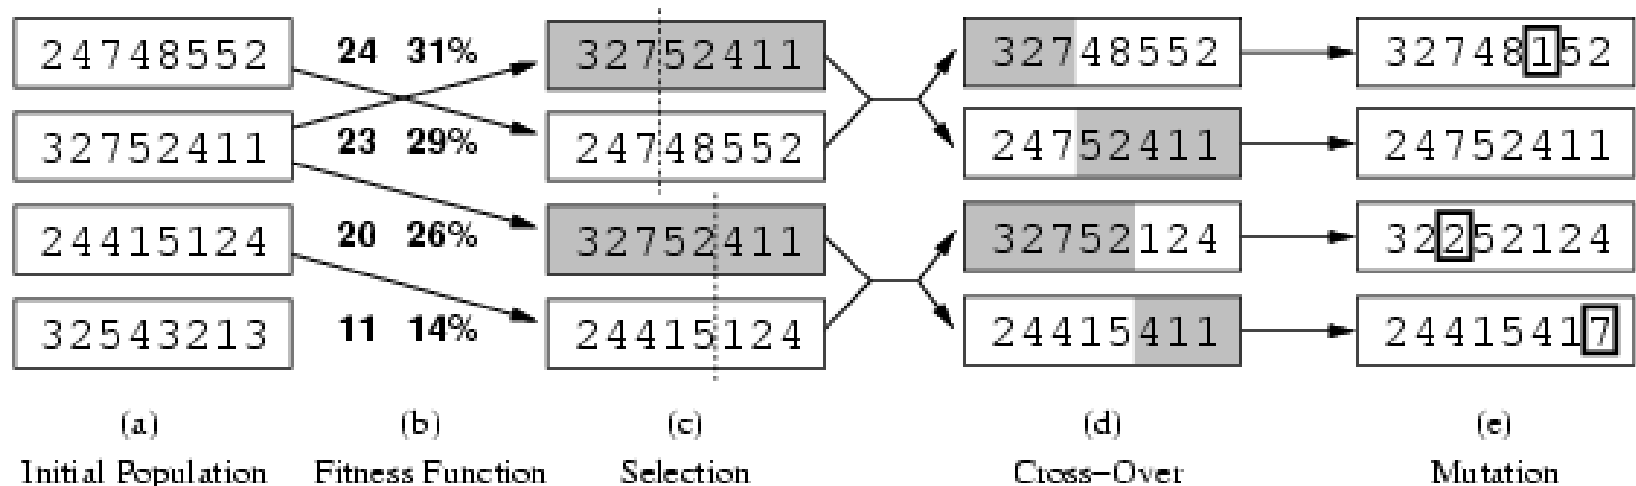 24748552 24 31% 32752411 32748552 32748152
32752411 23 29% 24748552 24752411 24752411
24415124 20 26% 32752411 32752124 32252124
32543213 11 14% 24415124 24415411 24415417
(a) (b) (c) (d) (e)
Initial Population Fitness Function Selection Cross-Over Mutation